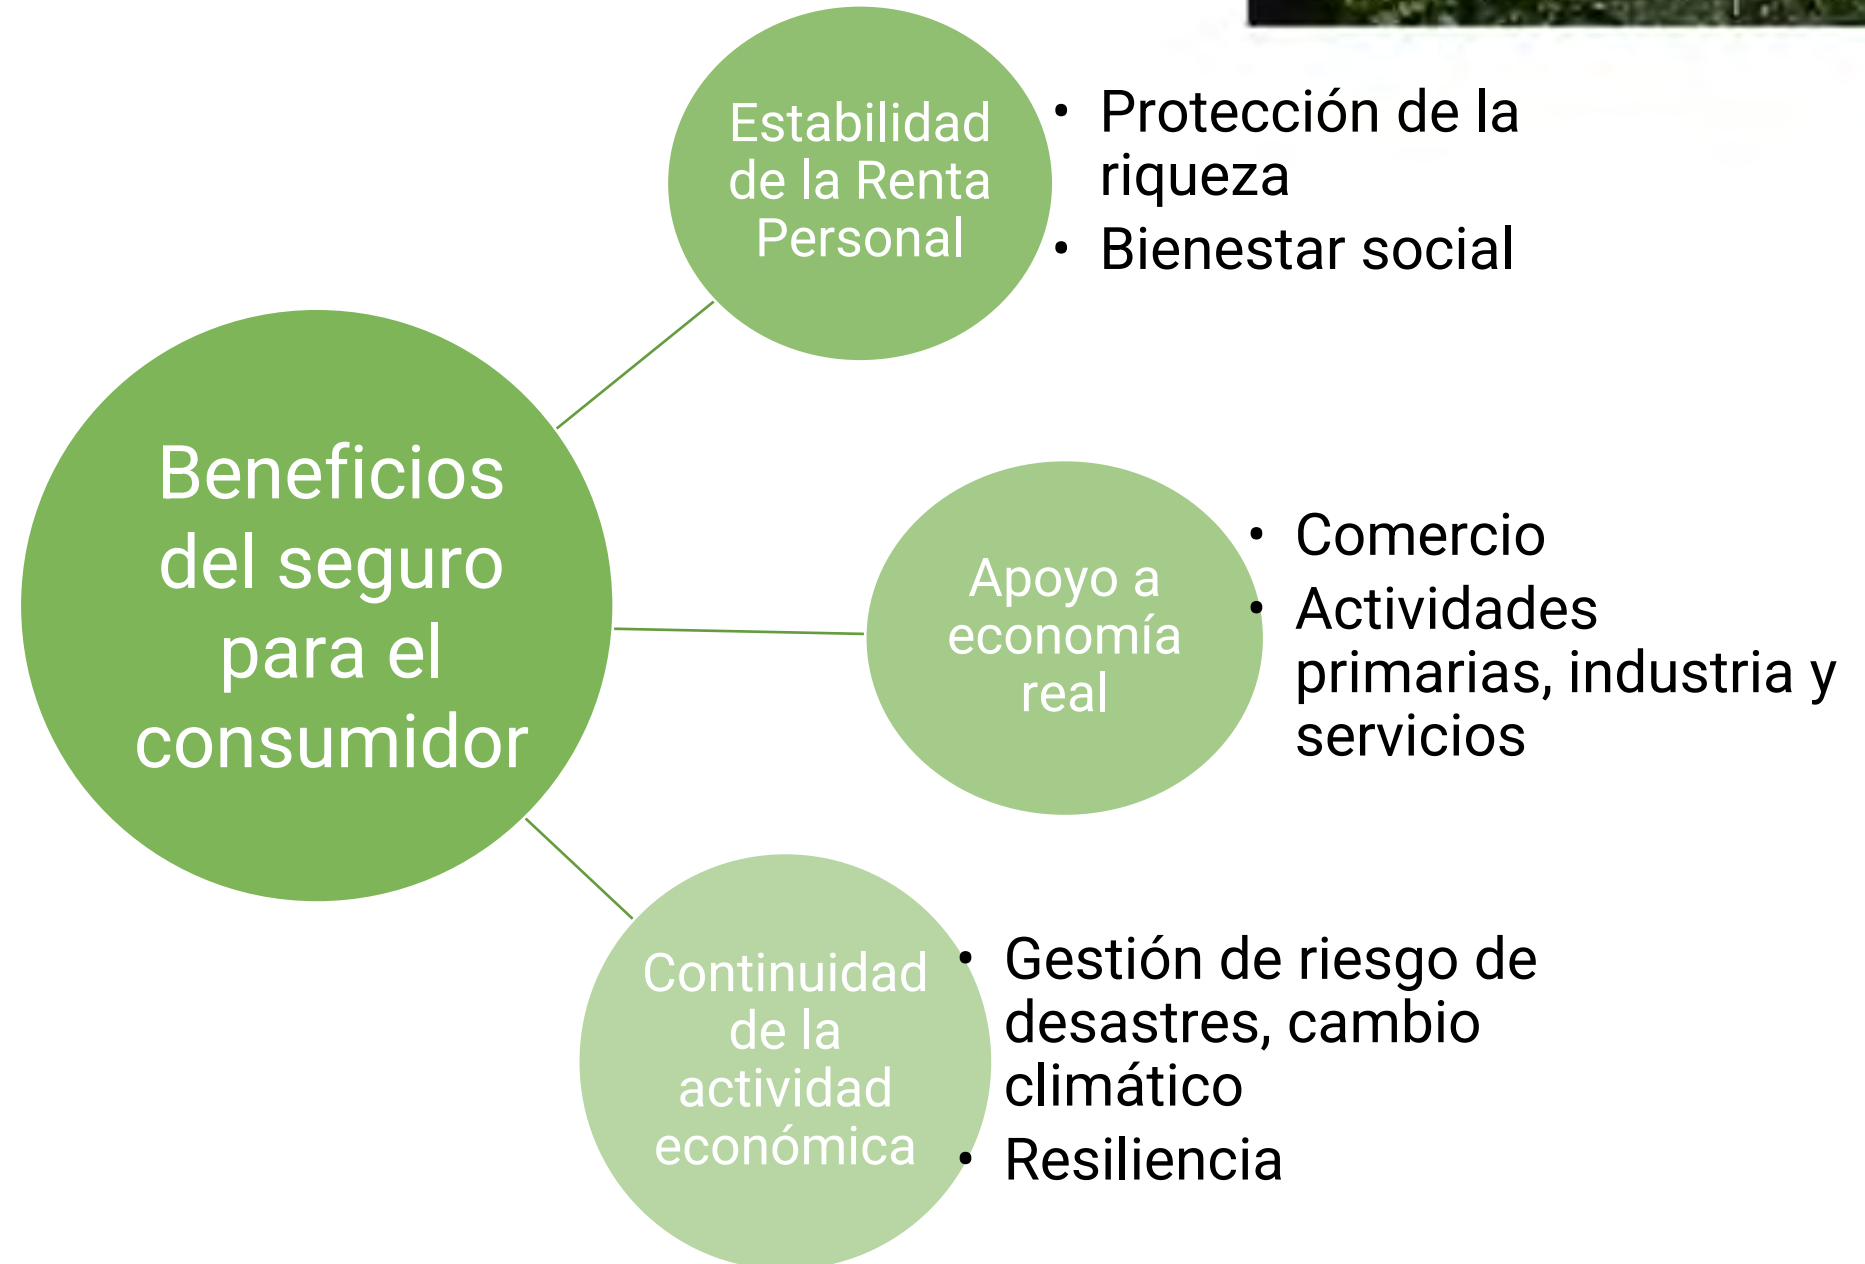 Estabilidad
de la Renta
Personal
• Protección de la
riqueza
• Bienestar social
Beneficios
del seguro
para el
consumidor
Apoyo a
economía
real
• Comercio
• Actividades
primarias, industria y
servicios
Continuidad
de la
actividad
económica
• Gestión de riesgo de
desastres, cambio
climático
• Resiliencia